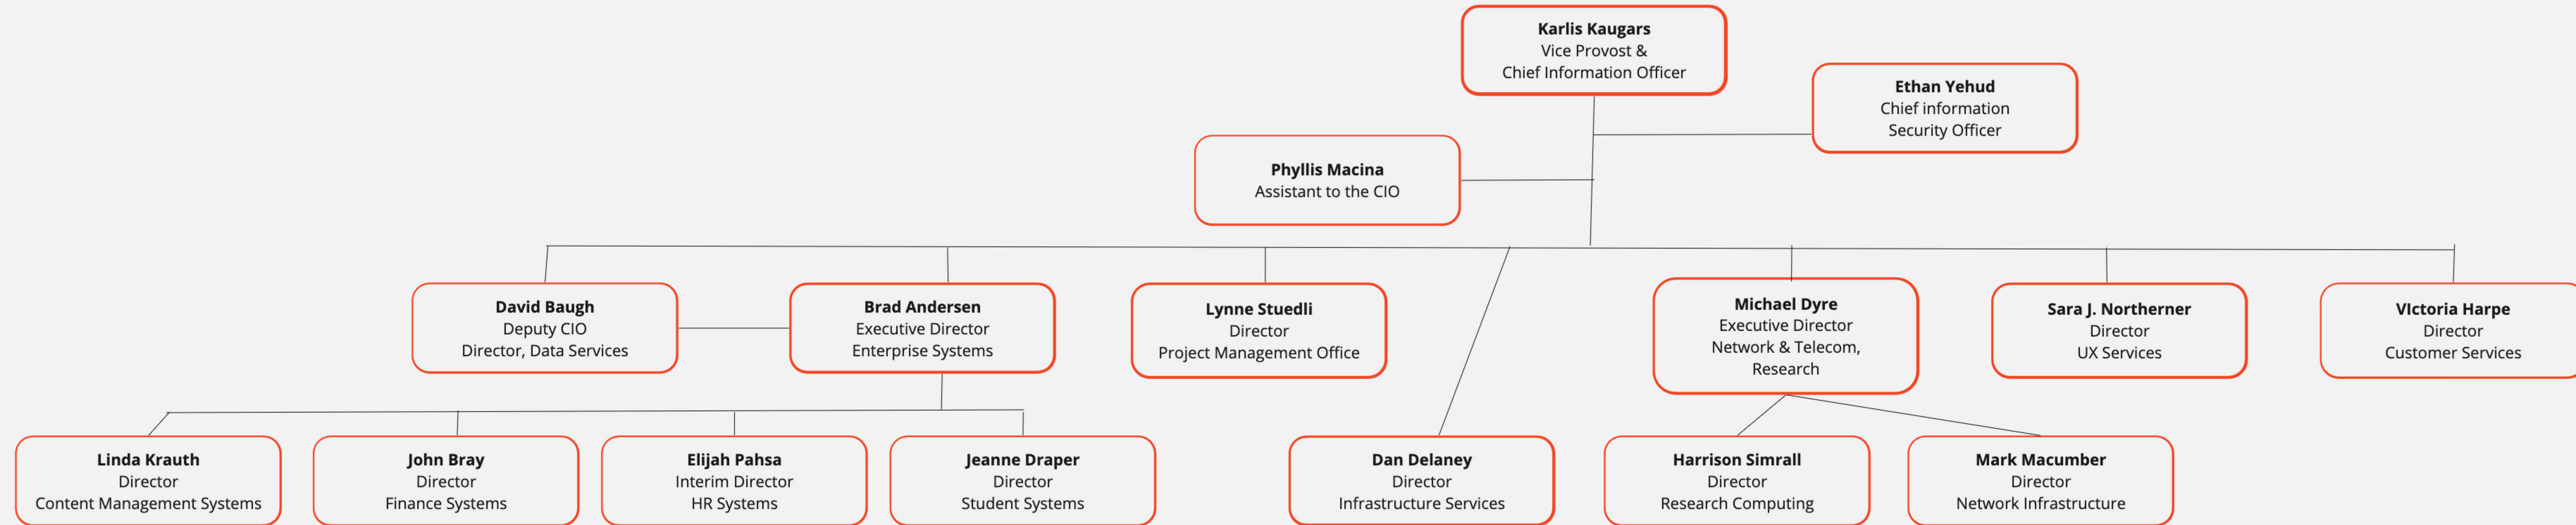 Karlis Kaugars
Vice Provost &
Chief Information Officer
Ethan Yehud
Chief information
Security Officer
Phyllis Macina
Assistant to the CIO
David Baugh
Deputy CIO
Director, Data Services
Brad Andersen
Executive Director
Enterprise Systems
Lynne Stuedli
Director
Project Management Office
Michael Dyre
Executive Director
Network & Telecom,
Research
Sara J. Northerner
Director
UX Services
VIctoria Harpe
Director
Customer Services
Linda Krauth
Director
Content Management Systems
John Bray
Director
Finance Systems
Elijah Pahsa
Interim Director
HR Systems
Jeanne Draper
Director
Student Systems
Dan Delaney
Director
Infrastructure Services
Harrison Simrall
Director
Research Computing
Mark Macumber
Director
Network Infrastructure